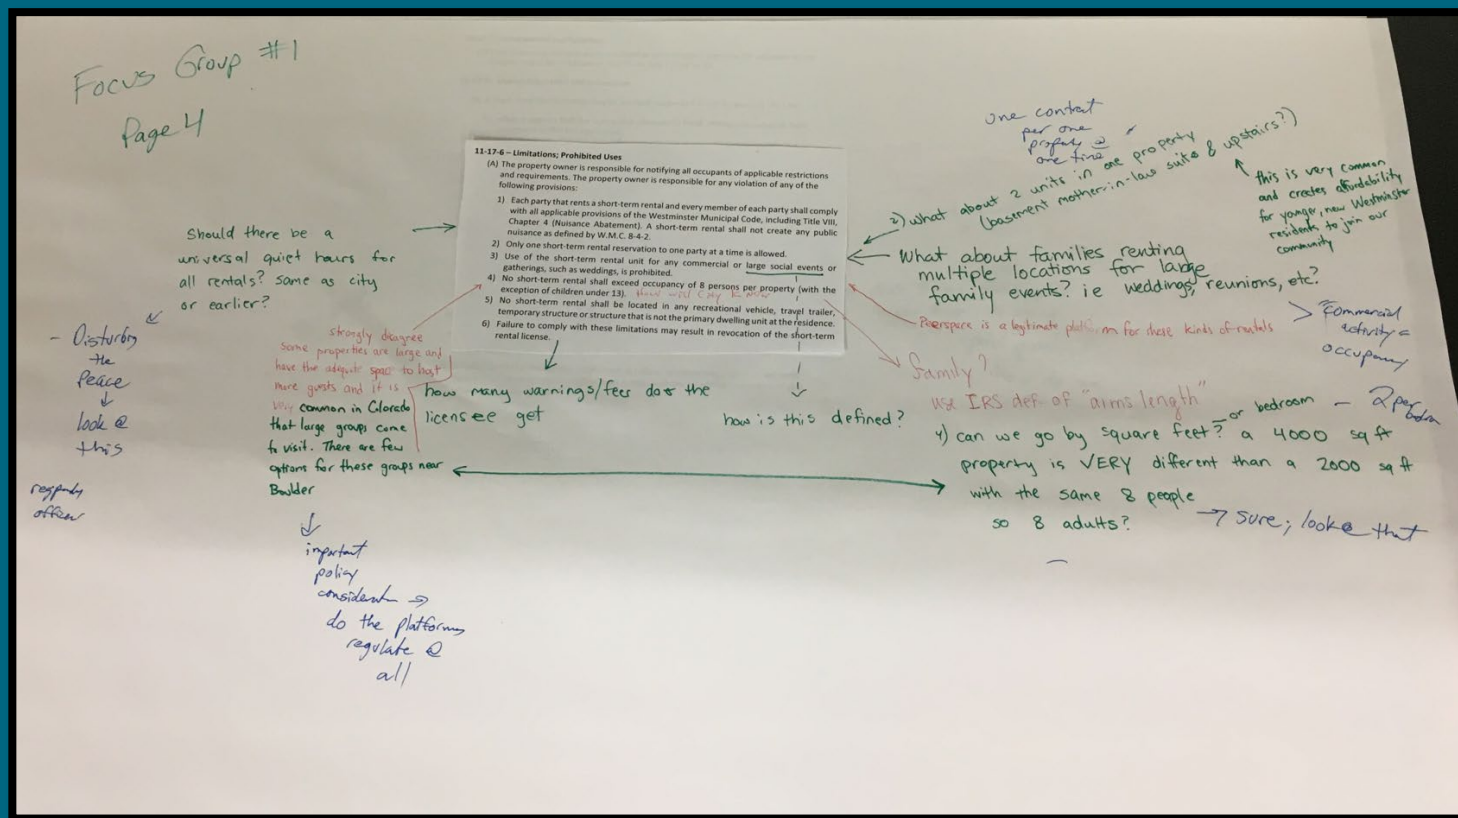 Focus Group #1
Page 4
11-17-6 – Limitations; Prohibited Uses
(A) The property owner is responsible for notifying all occupants of applicable restrictions
and requirements. The property owner is responsible for any violation of any of the
following provisions:
1) Each party that rents a short-term rental and every member of each party shall comply
with all applicable provisions of the Westminster Municipal Code, including Title VIII,
Chapter 4 (Nuisance Abatement). A short-term rental shall not create any public
nuisance as defined by W.M.C. 8-4-2.
2) Only one short-term rental reservation to one party at a time is allowed.
3) Use of the short-term rental unit for any commercial or large social events or
gatherings, such as weddings, is prohibited.
4) No short-term rental shall exceed occupancy of 8 persons per property (with the
exception of children under 13). How will City Know
5) No short-term rental shall be located in any recreational vehicle, travel trailer,
temporary structure or structure that is not the primary dwelling unit at the residence.
6) Failure to comply with these limitations may result in revocation of the short-term
rental license.
Should there be a
universal quiet hours for
all rentals? same as city
or earlier?
- Disturbing
the
Peace
look @
this
officer
strongly disagree
some properties are large and
have the adequate space to host
more guests and it is
very common in Colorado
that large groups come
to visit. There are few
options for these groups near
Boulder
important
policy
do the platforms
regulate @
all
how many warnings/fees does the
licensee get
how is this defined?
one contract
per one
property @
one time
2) what about 2 units in one property
(basement mother-in-law suite & upstairs?)
this is very common
and creates affordability
for younger, new Westminster
residents to join our
community
What about families renting
multiple locations for large
family events? ie weddings, reunions, etc.?
Peerspace is a legitimate platform for these kinds of rentals
> "commercial
activity =
occupancy
family?
use IRS def. of "arms length"
4) can we go by square feet? - or bedroom - 2 per
a 4000 sq ft
property is VERY different than a 2000 sq ft
with the same 8 people
so 8 adults?
→ sure; look @ that